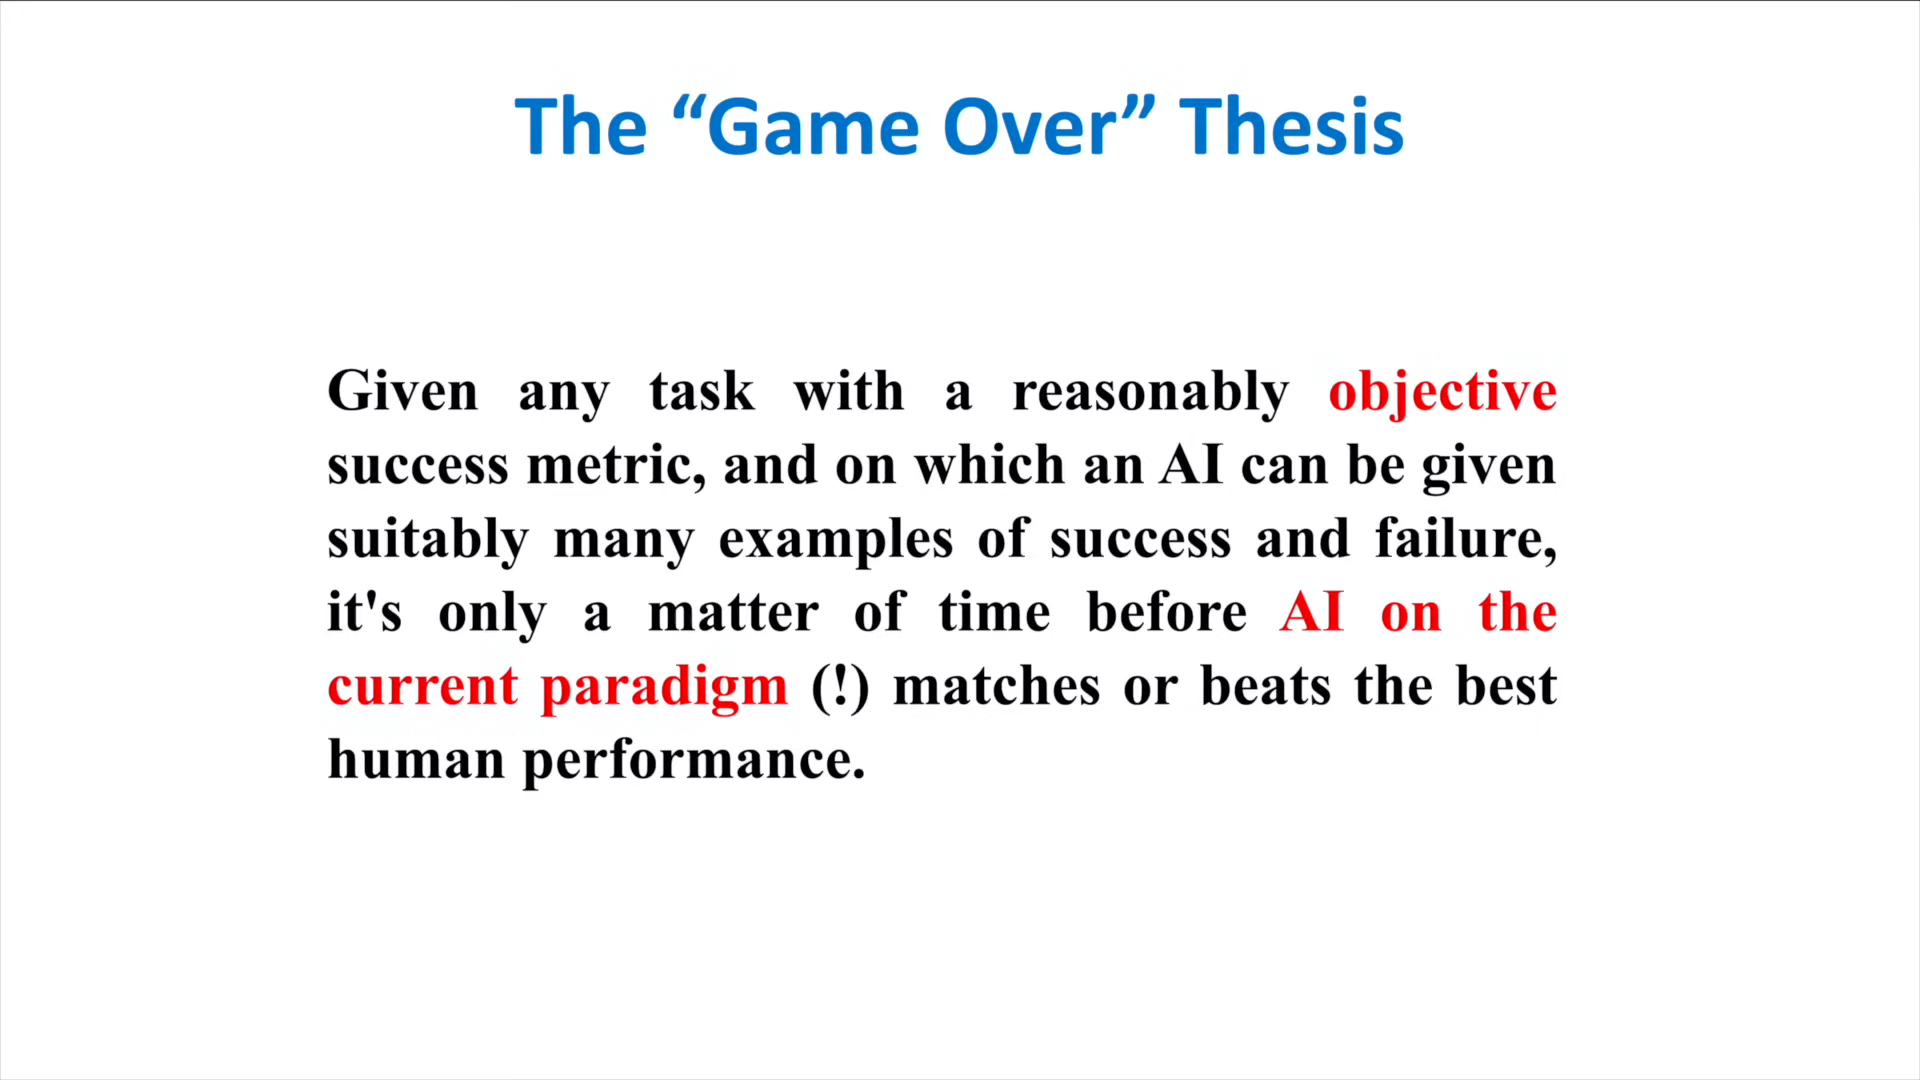 The “Game Over” Thesis
Given any task with a reasonably objective
success metric, and on which an AI can be given
suitably many examples of success and failure,
it's only a matter of time before AI on the
current paradigm (!) matches or beats the best
human performance.